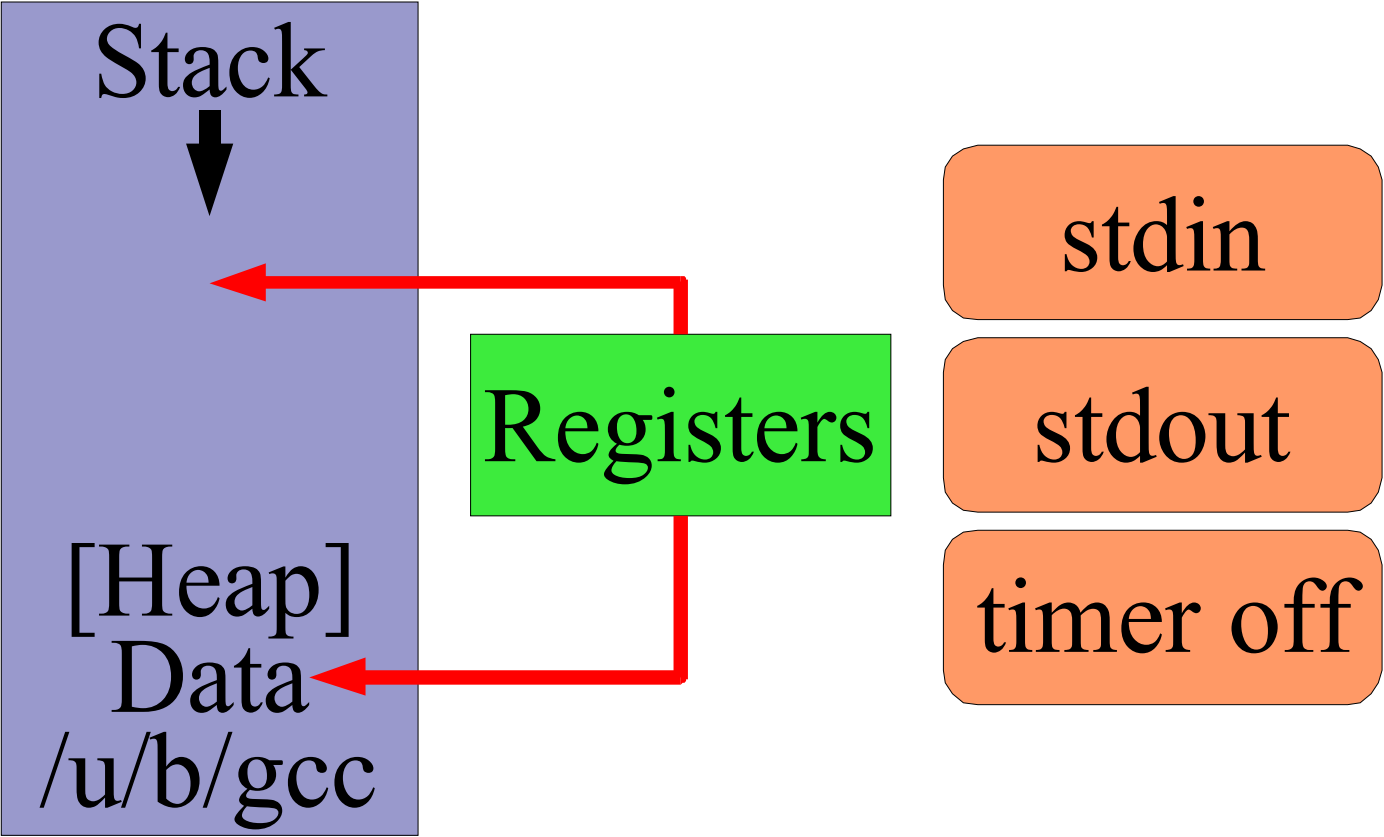 Stack
[Heap]
Data
/u/b/gcc
Registers
stdin
stdout
timer off